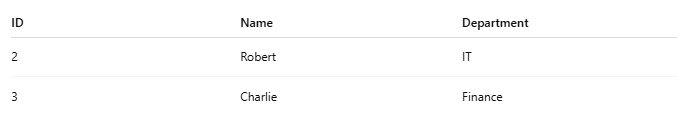 ID Name Department
2 Robert IT
3 Charlie Finance